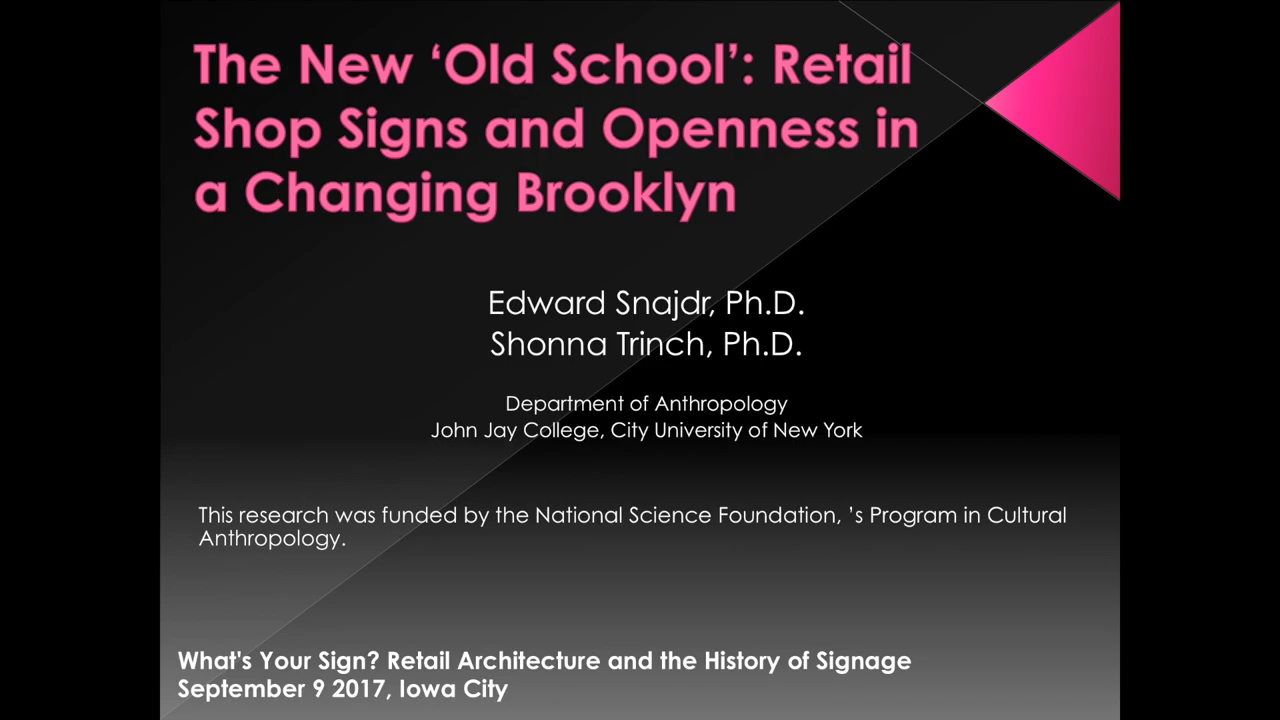 The New ‘Old School’: Retail
Shop Signs and Openness in
a Changing Brooklyn
Edward Snajdr, Ph.D.
Shonna Trinch, Ph.D.
Department of Anthropology
John Jay College, City University of New York
This research was funded by the National Science Foundation, ’s Program in Cultural
Anthropology.
What's Your Sign? Retail Architecture and the History of Signage
September 9 2017, Iowa City